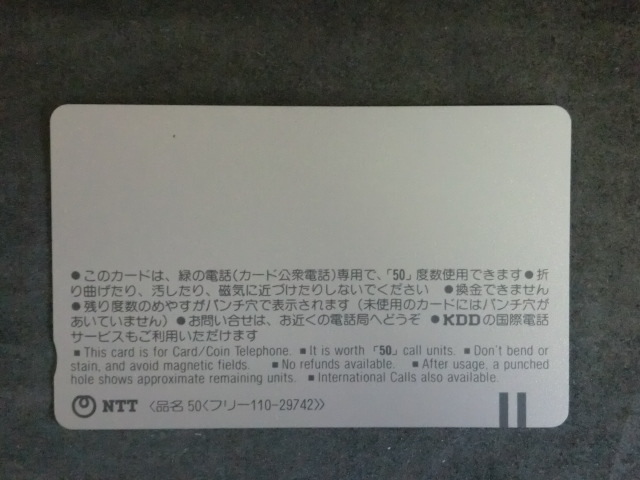 ●このカードは、緑の電話(カード公衆電話)専用で、「50」度数使用できます●折
り曲げたり、汚したり、磁気に近づけたりしないでください　●換金できません
●残り度数のめやすがパンチ穴で表示されます(未使用のカードにはパンチ穴が
あいていません)●お問い合せは、お近くの電話局へどうぞ ●KDDの国際電話
サービスもご利用いただけます
■ This card is for Card/Coin Telephone. ■ It is worth 「50」 call units. ■ Don't bend or
stain, and avoid magnetic fields. ■ No refunds available. ■ After usage, a punched
hole shows approximate remaining units. ■ International Calls also available.
NTT 〈品名 50〈フリー110-29742〉〉